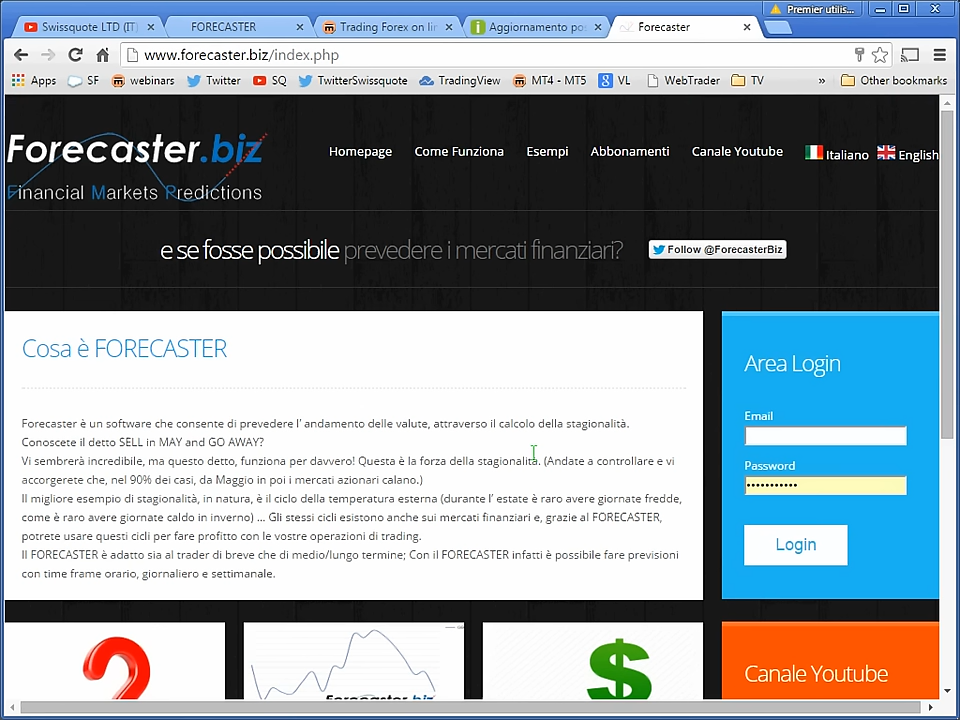 Swissquote LTD (IT
FORECASTER
Trading Forex on lin
Aggiornamento po
Forecaster
Premier utilis...
www.forecaster.biz/index.php
Apps
SF
webinars
Twitter
SQ
TwitterSwissquote
TradingView
MT4 - MT5
VL
WebTrader
TV
»
Other bookmarks
Forecaster.biz
Financial Markets Predictions
Homepage
Come Funziona
Esempi
Abbonamenti
Canale Youtube
Italiano
English
e se fosse possibile prevedere i mercati finanziari?
Follow @ForecasterBiz
Cosa è FORECASTER
Forecaster è un software che consente di prevedere l' andamento delle valute, attraverso il calcolo della stagionalità.
Conoscete il detto SELL in MAY and GO AWAY?
Vi sembrerà incredibile, ma questo detto, funziona per davvero! Questa è la forza della stagionalità. (Andate a controllare e vi
accorgerete che, nel 90% dei casi, da Maggio in poi i mercati azionari calano.)
Il migliore esempio di stagionalità, in natura, è il ciclo della temperatura esterna (durante l' estate è raro avere giornate fredde,
come è raro avere giornate caldo in inverno) ... Gli stessi cicli esistono anche sui mercati finanziari e, grazie al FORECASTER,
potrete usare questi cicli per fare profitto con le vostre operazioni di trading.
Il FORECASTER è adatto sia al trader di breve che di medio/lungo termine; Con il FORECASTER infatti è possibile fare previsioni
con time frame orario, giornaliero e settimanale.
Area Login
Email
Password
•••••••••••
Login
?
Forecaster.biz
$
Canale Youtube